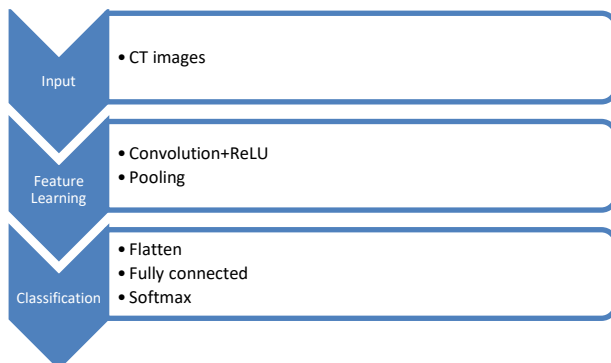 Input
• CT images
Feature
Learning
• Convolution+ReLU
• Pooling
Classification
• Flatten
• Fully connected
• Softmax